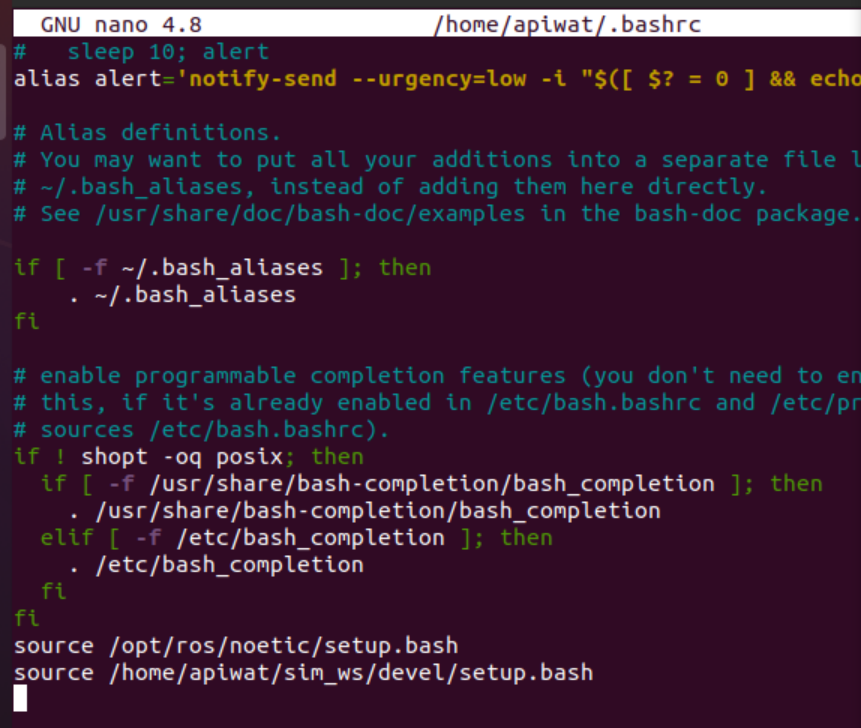 GNU nano 4.8 /home/apiwat/.bashrc
#   sleep 10; alert
alias alert='notify-send --urgency=low -i "$([ $? = 0 ] && echo

# Alias definitions.
# You may want to put all your additions into a separate file l
# ~/.bash_aliases, instead of adding them here directly.
# See /usr/share/doc/bash-doc/examples in the bash-doc package.

if [ -f ~/.bash_aliases ]; then
    . ~/.bash_aliases
fi

# enable programmable completion features (you don't need to en
# this, if it's already enabled in /etc/bash.bashrc and /etc/pr
# sources /etc/bash.bashrc).
if ! shopt -oq posix; then
  if [ -f /usr/share/bash-completion/bash_completion ]; then
    . /usr/share/bash-completion/bash_completion
  elif [ -f /etc/bash_completion ]; then
    . /etc/bash_completion
  fi
fi
source /opt/ros/noetic/setup.bash
source /home/apiwat/sim_ws/devel/setup.bash